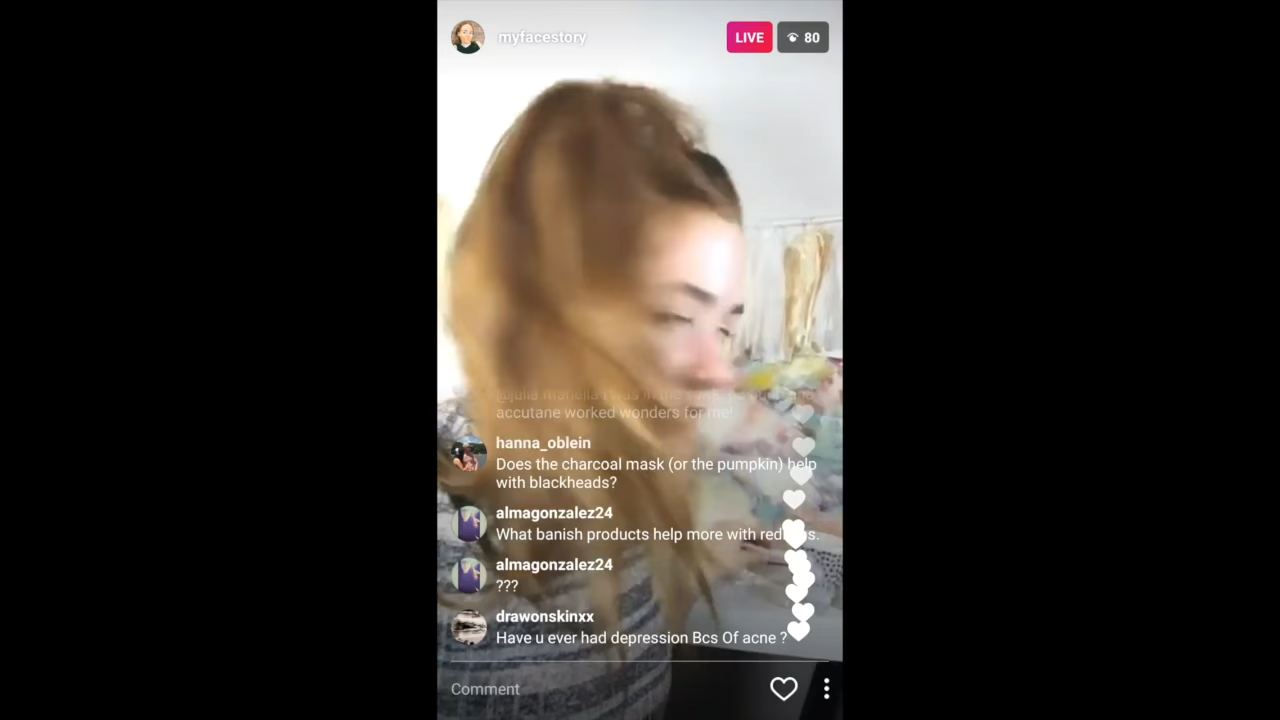 myfacestory
LIVE
80
accutane worked wonders for me!
hanna_oblein
Does the charcoal mask (or the pumpkin) help
with blackheads?
almagonzalez24
What banish products help more with
almagonzalez24
???
drawonskinxx
Have u ever had depression Bcs Of acne ?
Comment